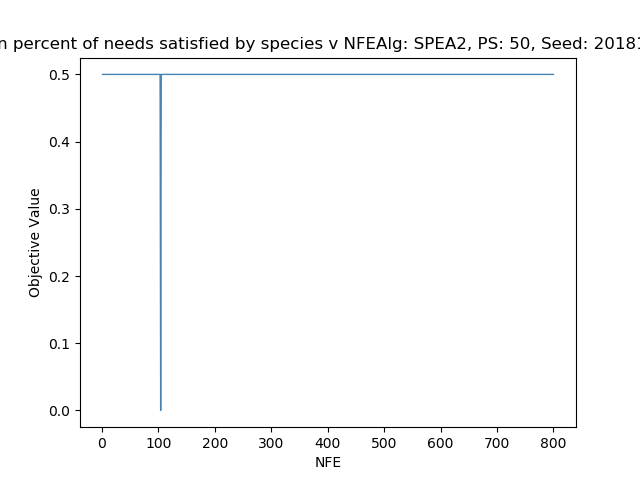 n percent of needs satisfied by species v NFEAlg: SPEA2, PS: 50, Seed: 20181
0.5
0.4
0.3
0.2
0.1
0.0
Objective Value
0 100 200 300 400 500 600 700 800
NFE